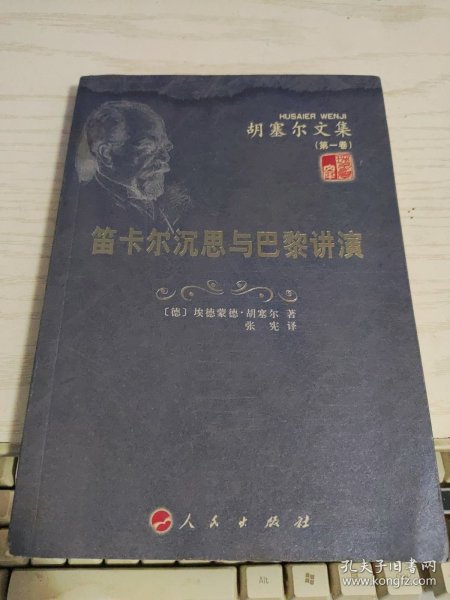 HUSAIER WENJI
胡塞尔文集
(第一卷)
笛卡尔沉思与巴黎讲演
〔德〕埃德蒙德·胡塞尔 著
张宪 译
人民出版社
Alt
孔夫子旧书网
www.kongfz.com